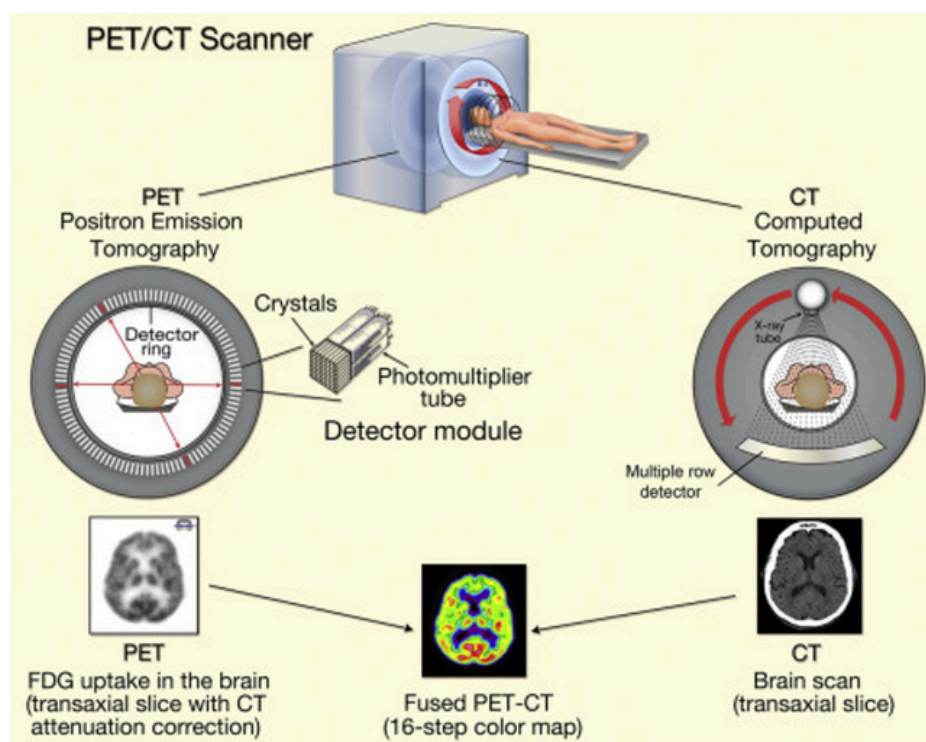 PET/CT Scanner
PET
Positron Emission
Tomography
CT
Computed
Tomography
Detector
ring
Crystals
Photomultiplier
tube
Detector module
X-ray
tube
Multiple row
detector
PET
FDG uptake in the brain
(transaxial slice with CT
attenuation correction)
Fused PET-CT
(16-step color map)
CT
Brain scan
(transaxial slice)